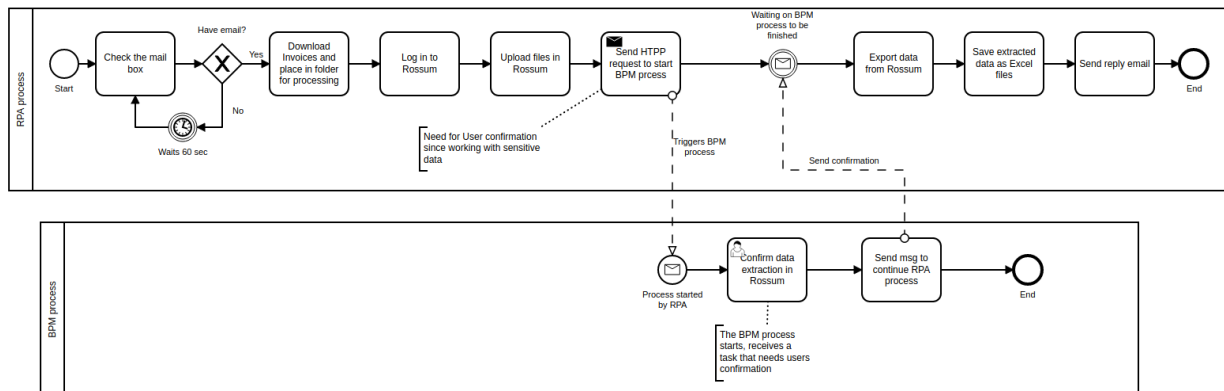 RPA process
Start
Check the mail
box
Have email?
Yes
No
Waits 60 sec
Download
Invoices and
place in folder
for processing
Log in to
Rossum
Upload files in
Rossum
Send HTPP
request to start
BPM prcess
Need for User confirmation
since working with sensitive
data
Triggers BPM
process
Waiting on BPM
process to be
finished
Send confirmation
Export data
from Rossum
Save extracted
data as Excel
files
Send reply email
End
BPM process
Process started
by RPA
Confirm data
extraction in
Rossum
The BPM process
starts, receives a
task that needs users
confirmation
Send msg to
continue RPA
process
End